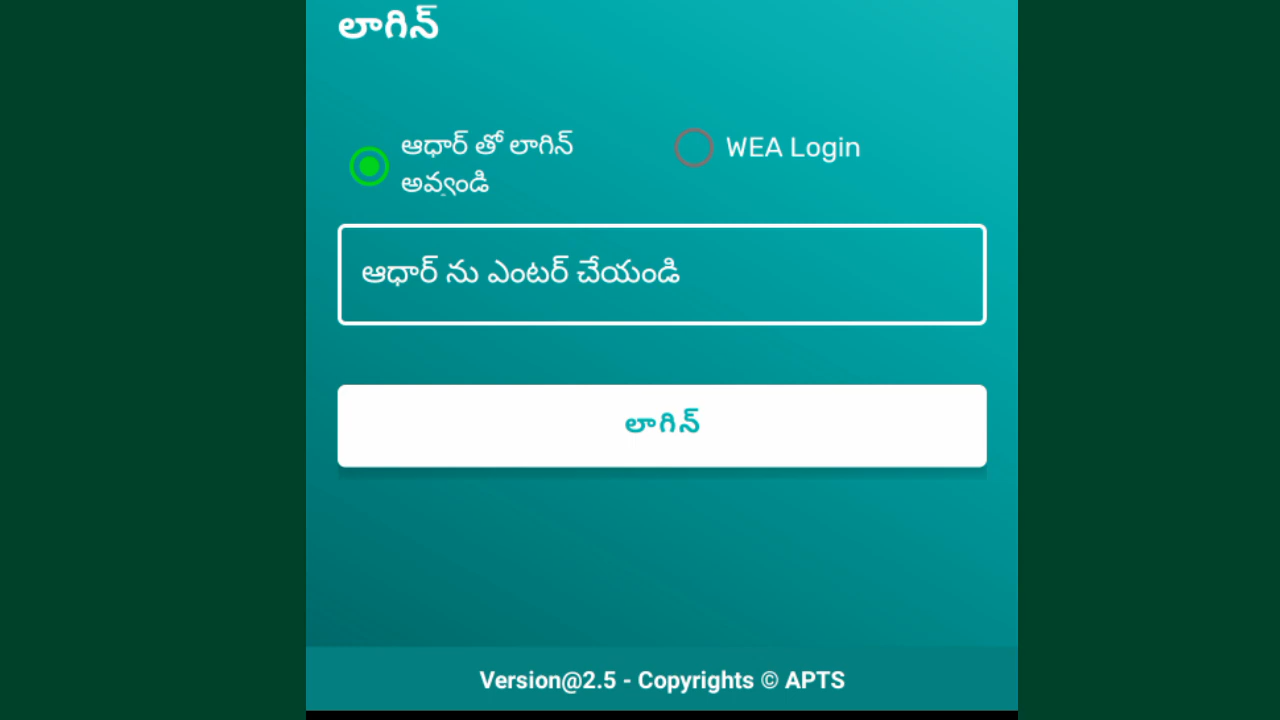 లాగిన్
ఆధార్ తో లాగిన్
అవ్వండి
WEA Login
ఆధార్ ను ఎంటర్ చేయండి
లాగిన్
Version@2.5 - Copyrights © APTS